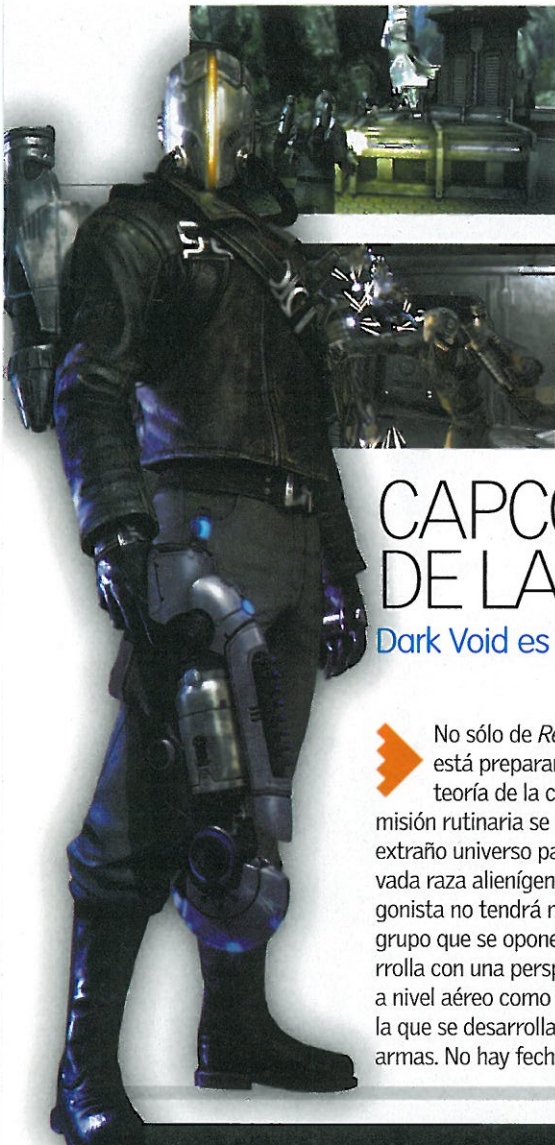 CAPCO
DE LA
Dark Void es
No sólo de Re
está preparan
teoría de la c
misión rutinaria se
extraño universo pa
vada raza alienígen
gonista no tendrá n
grupo que se opone
rrolla con una persp
a nivel aéreo como
la que se desarrolla
armas. No hay fech